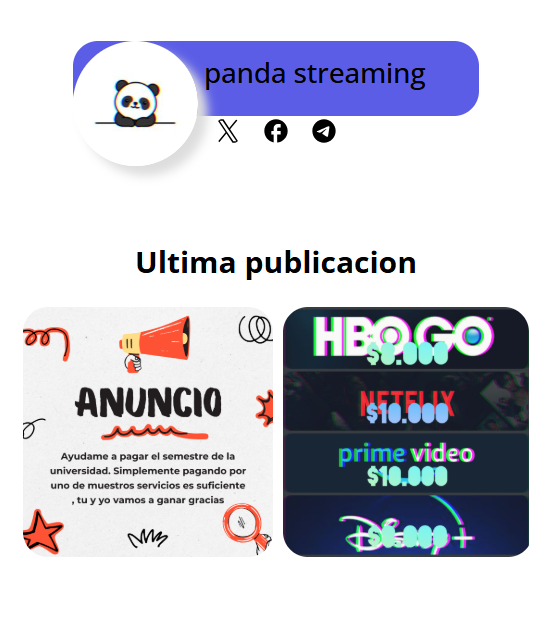 panda streaming
Ultima publicacion
ANUNCIO
Ayudame a pagar el semestre de la
universidad. Simplemente pagando por
uno de muestros servicios es suficiente
, tu y yo vamos a ganar gracias
HBO GO
$8.000
NETFLIX
$10.000
prime video
$10.000
Disney+